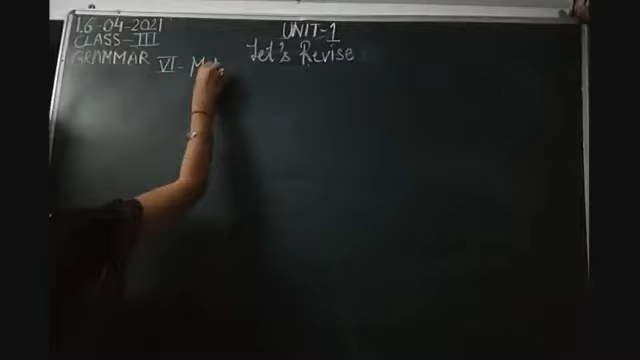 16-04-2021
UNIT-1
CLASS-III
Let's Revise
GRAMMAR
VI-